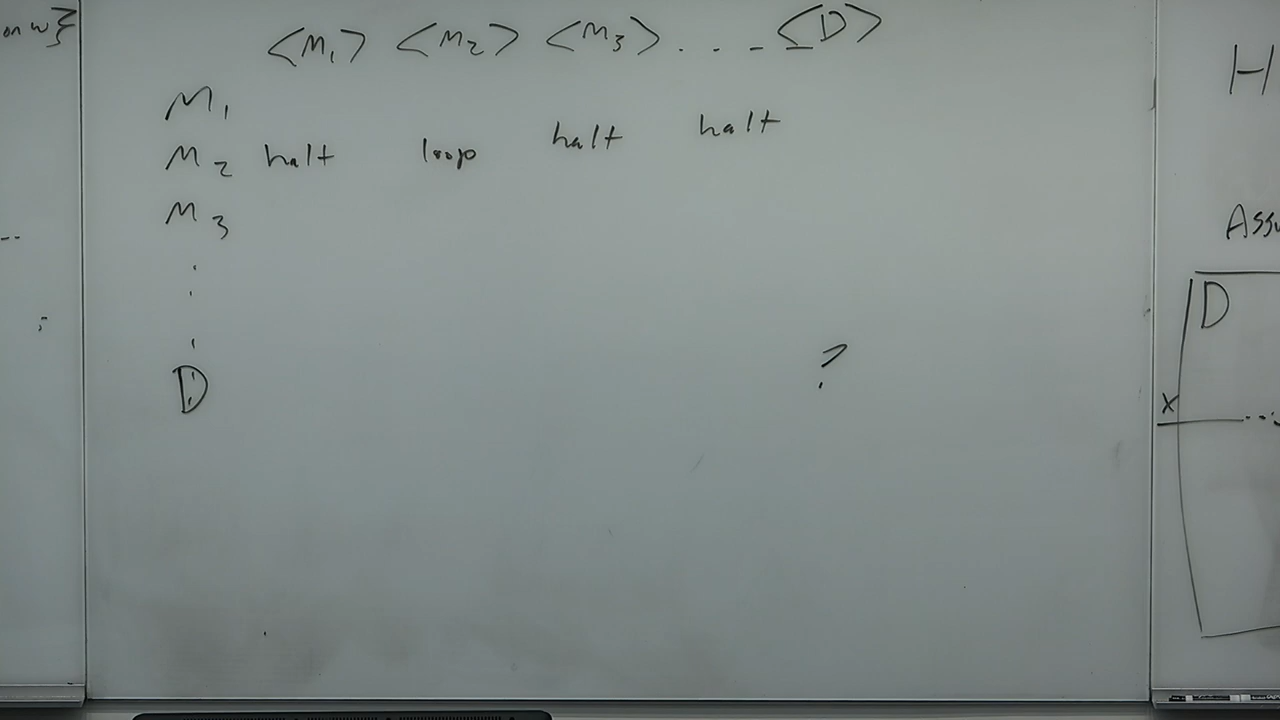 on w}
<M₁> <M₂> <M₃> . . . <D>
H
M₁
M₂ halt loop halt halt
M₃
Ass
D
?
D
x